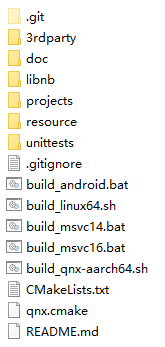 .git
3rdparty
doc
libnb
projects
resource
unittests
.gitignore
build_android.bat
build_linux64.sh
build_msvc14.bat
build_msvc16.bat
build_qnx-aarch64.sh
CMakeLists.txt
qnx.cmake
README.md